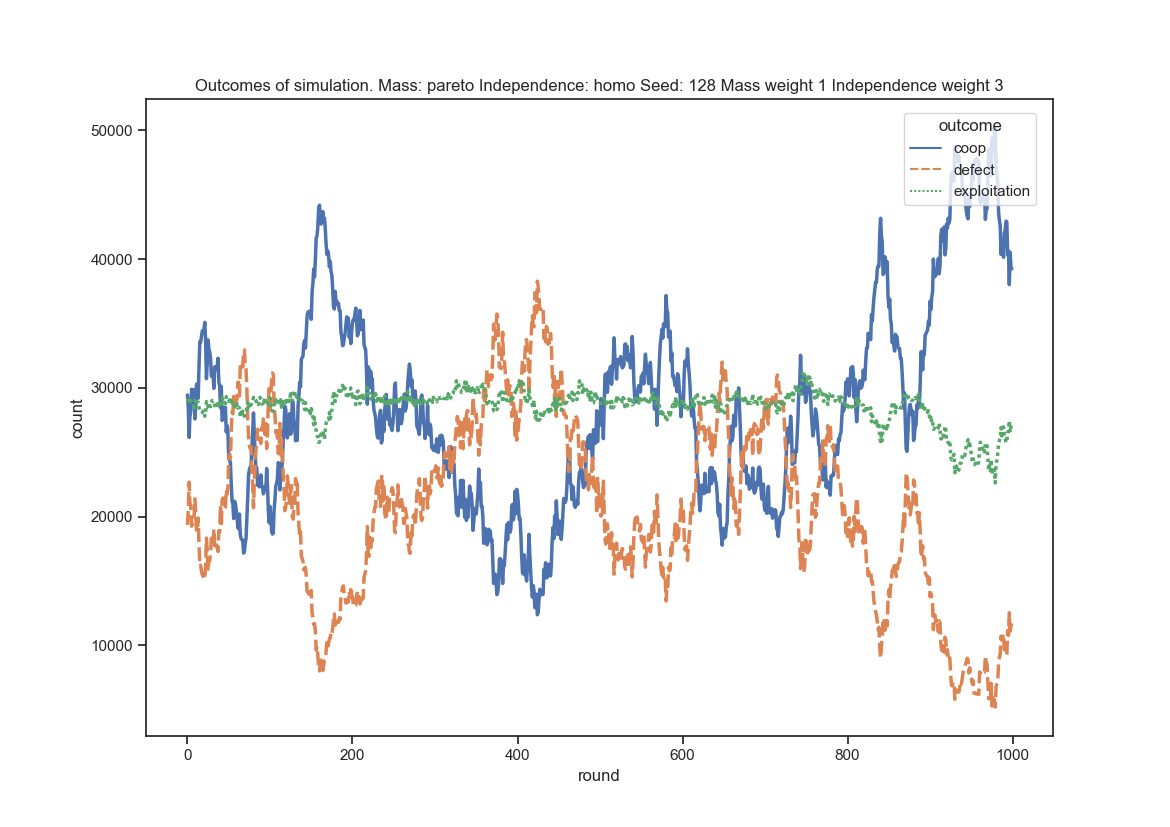 Outcomes of simulation. Mass: pareto Independence: homo Seed: 128 Mass weight 1 Independence weight 3
outcome
coop
defect
exploitation
50000
40000
30000
20000
10000
count
0 200 400 600 800 1000
round